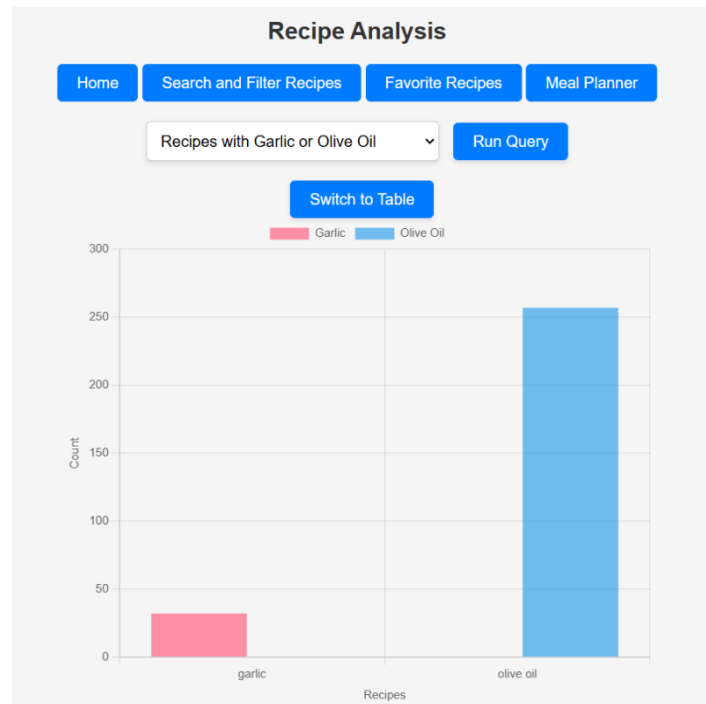 Recipe Analysis
Home Search and Filter Recipes Favorite Recipes Meal Planner
Recipes with Garlic or Olive Oil Run Query
Switch to Table
Garlic Olive Oil
300
250
200
150
100
50
0
Count
garlic olive oil
Recipes